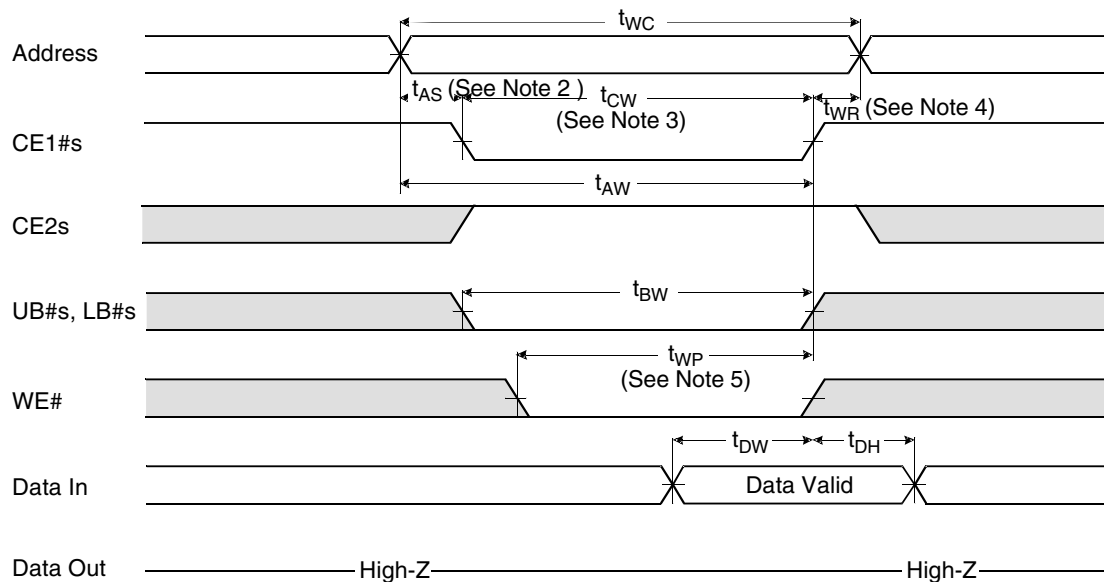 tWC
Address
tAS (See Note 2 )
tCW
(See Note 3)
tWR (See Note 4)
CE1#s
tAW
CE2s
tBW
UB#s, LB#s
tWP
(See Note 5)
WE#
tDW
tDH
Data In
Data Valid
Data Out
High-Z
High-Z